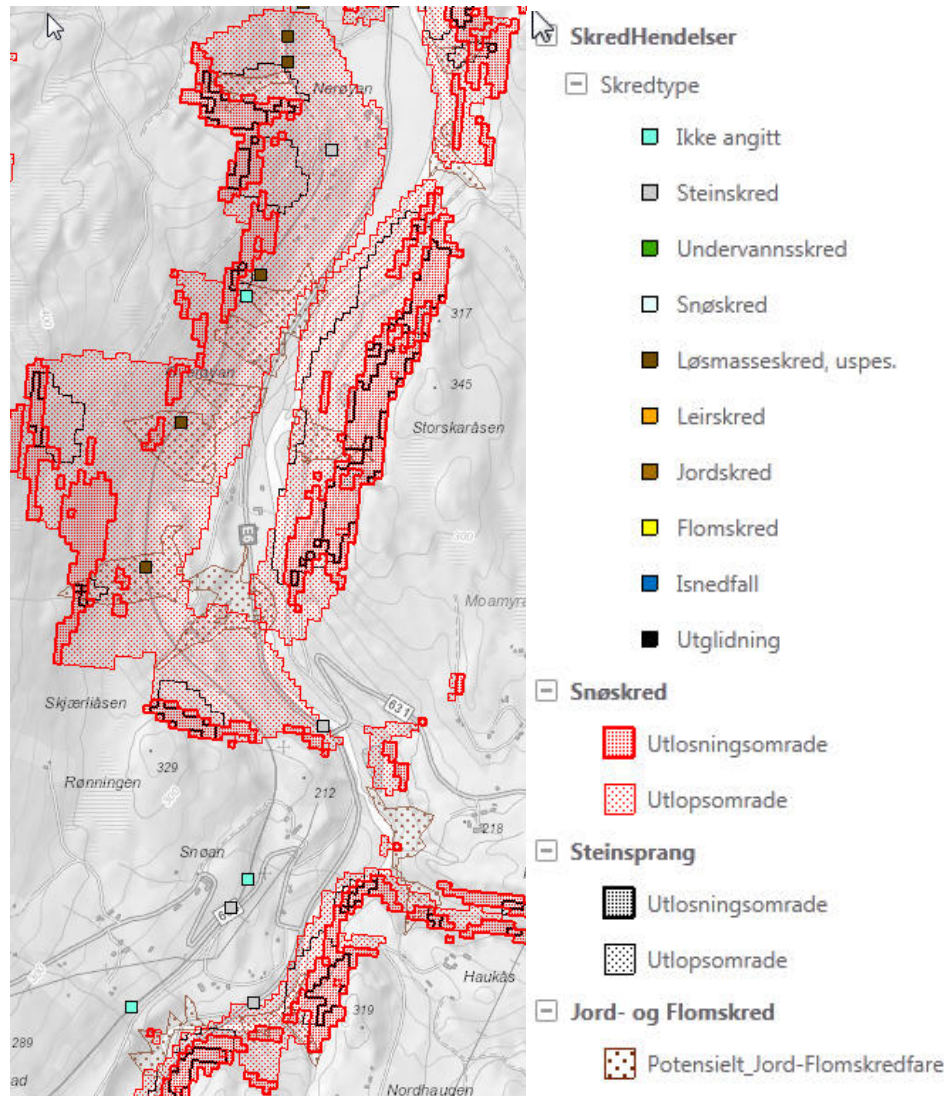 Nerøyan
317
345
Storskaråsen
E6
300
Skjærliåsen
631
329
Rønningen
212
218
Snøan
300
Haukås
319
289
Nordhaugen
SkredHendelser
Skredtype
Ikke angitt
Steinskred
Undervannsskred
Snøskred
Løsmasseskred, uspes.
Leirskred
Jordskred
Flomskred
Isnedfall
Utglidning
Snøskred
Utlosningsomrade
Utlopsomrade
Steinsprang
Utlosningsomrade
Utlopsomrade
Jord- og Flomskred
Potensielt_Jord-Flomskredfare